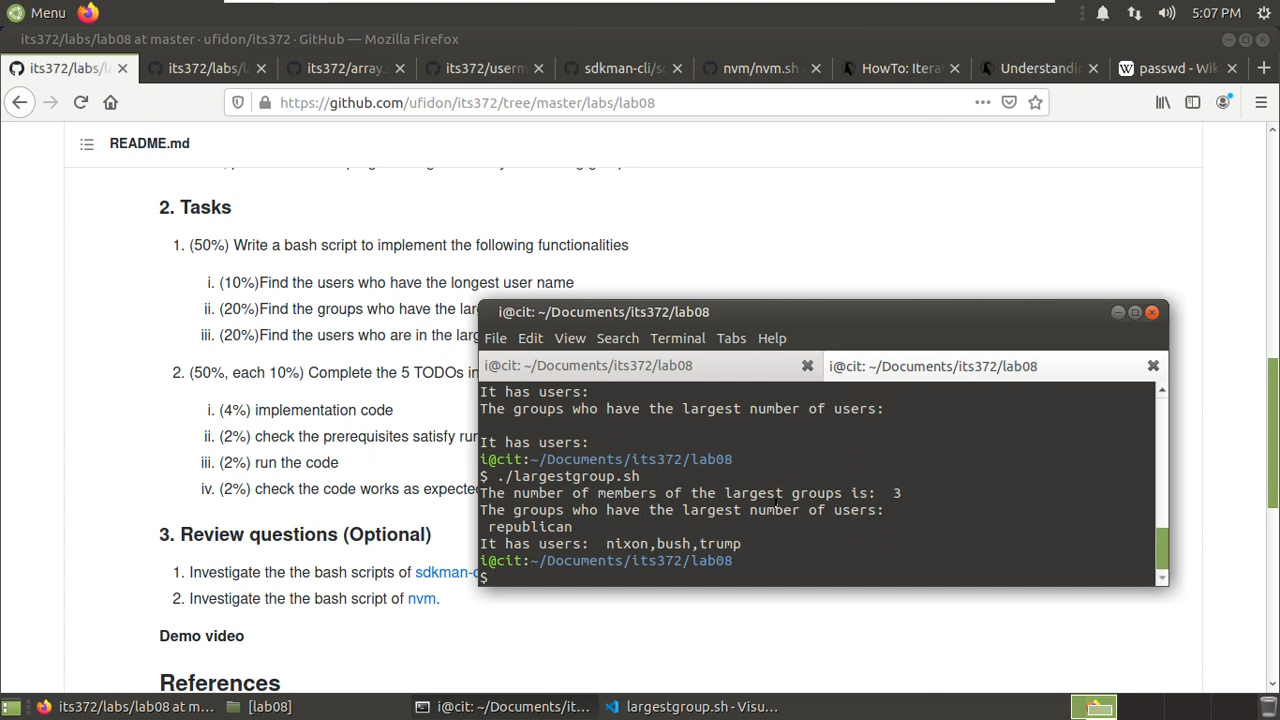 Menu
5:07 PM
its372/labs/lab08 at master · ufidon/its372 · GitHub — Mozilla Firefox
its372/labs/la
its372/labs/l
its372/array.s
its372/userm
sdkman-cli/sc
nvm/nvm.sh
HowTo: Itera
Understandin
W passwd - Wik
https://github.com/ufidon/its372/tree/master/labs/lab08
README.md
2. Tasks
1. (50%) Write a bash script to implement the following functionalities
i. (10%)Find the users who have the longest user name
ii. (20%)Find the groups who have the lar
iii. (20%)Find the users who are in the larg
2. (50%, each 10%) Complete the 5 TODOs in
i. (4%) implementation code
ii. (2%) check the prerequisites satisfy run
iii. (2%) run the code
iv. (2%) check the code works as expected
3. Review questions (Optional)
1. Investigate the the bash scripts of sdkman-c
2. Investigate the the bash script of nvm.
Demo video
References
i@cit: ~/Documents/its372/lab08
File Edit View Search Terminal Tabs Help
i@cit: ~/Documents/its372/lab08
i@cit: ~/Documents/its372/lab08
It has users:
The groups who have the largest number of users:
It has users:
i@cit:~/Documents/its372/lab08
$ ./largestgroup.sh
The number of members of the largest groups is:  3
The groups who have the largest number of users:
republican
It has users:  nixon,bush,trump
i@cit:~/Documents/its372/lab08
$
its372/labs/lab08 at m...
[lab08]
i@cit: ~/Documents/its...
largestgroup.sh - Visu...